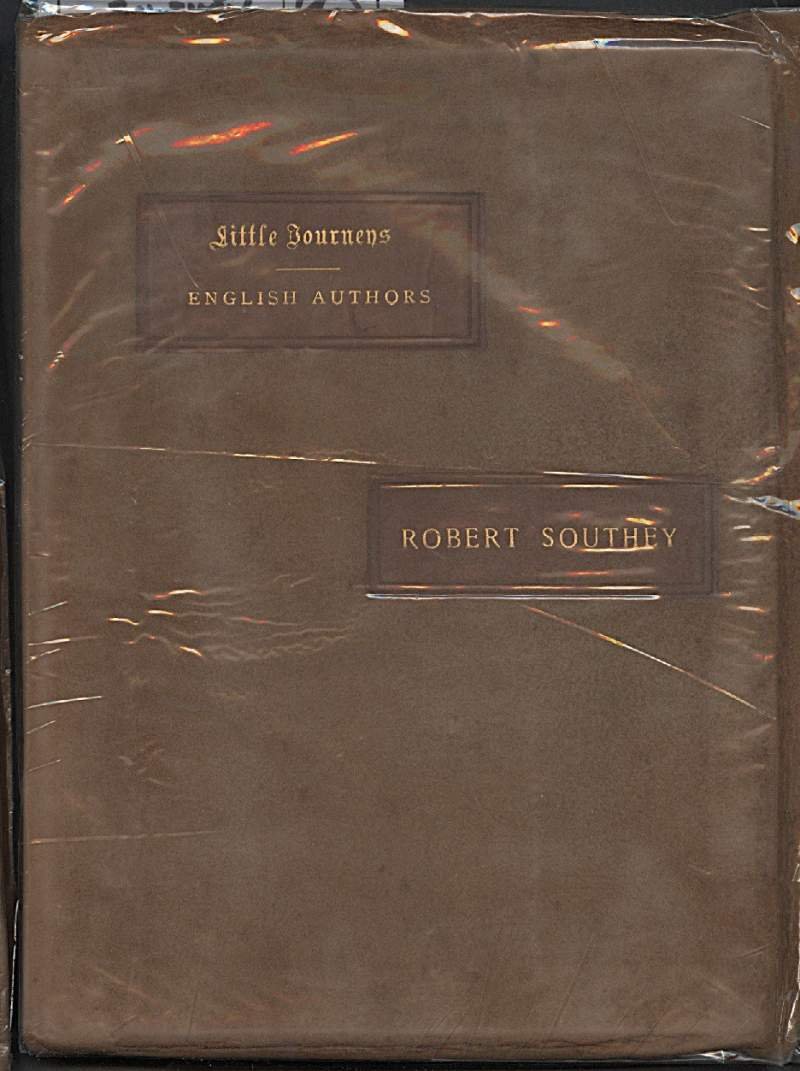 Little Journeys
ENGLISH AUTHORS
ROBERT SOUTHEY